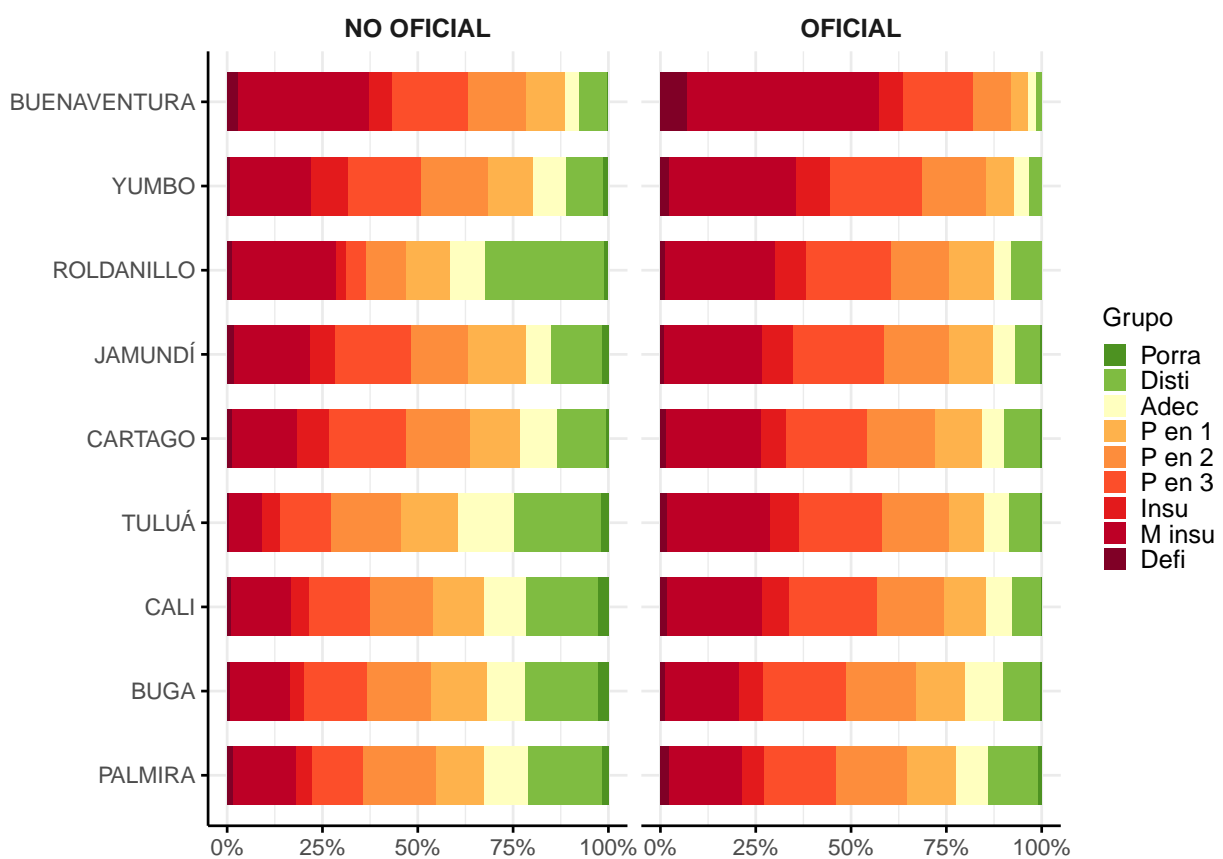 NO OFICIAL
OFICIAL
BUENAVENTURA
YUMBO
ROLDANILLO
JAMUNDÍ
CARTAGO
TULUÁ
CALI
BUGA
PALMIRA
0% 25% 50% 75% 100%
0% 25% 50% 75% 100%
Grupo
Porra
Disti
Adec
P en 1
P en 2
P en 3
Insu
M insu
Defi